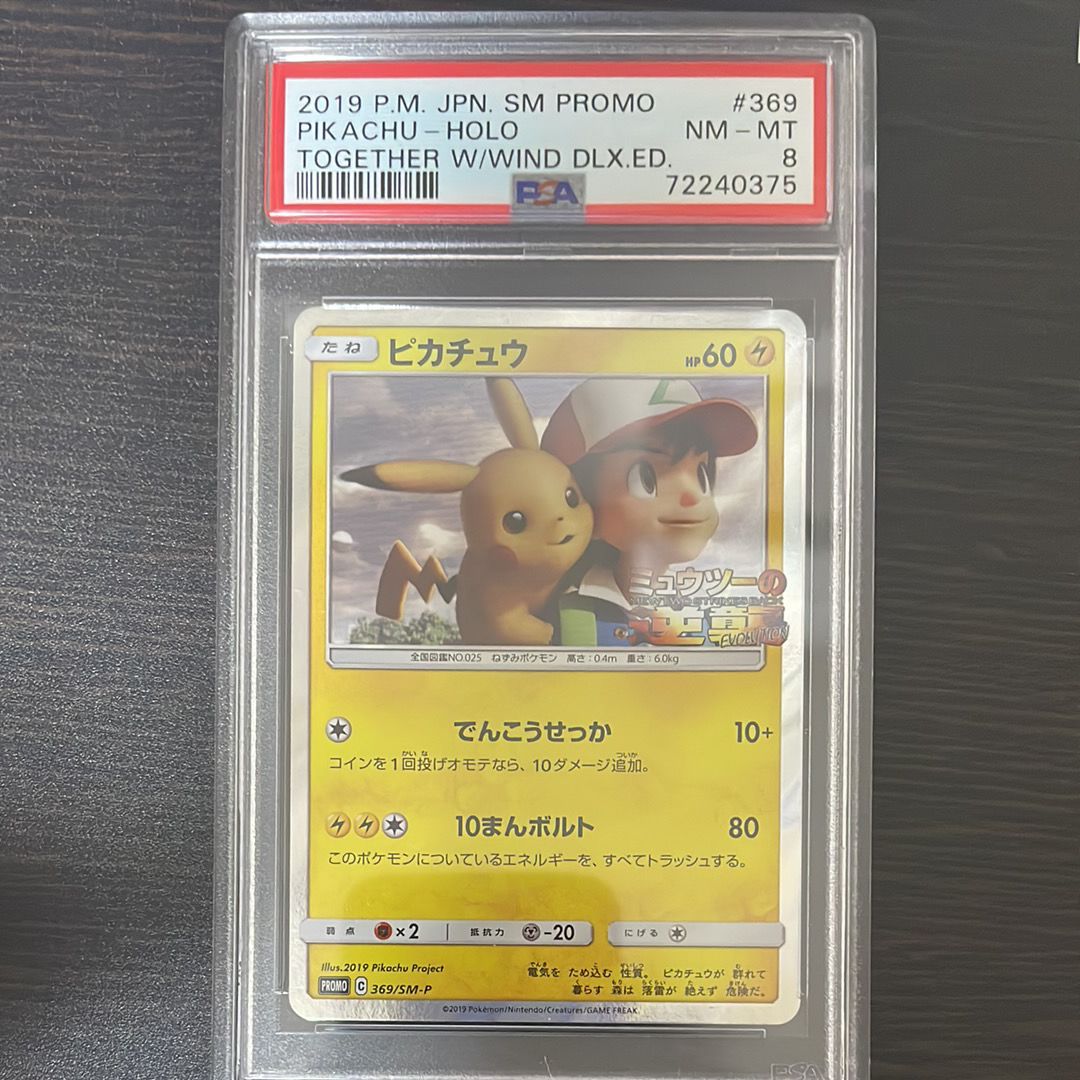 2019 P.M. JPN. SM PROMO #369
PIKACHU - HOLO NM - MT
TOGETHER W/WIND DLX.ED. 8
PSA 72240375
たね ピカチュウ HP60
ミュウツーの
MEWTWO STRIKES BACK
逆襲
EVOLUTION
全国図鑑NO.025 ねずみポケモン 高さ:0.4m 重さ:6.0kg
でんこうせっか 10+
コインを1回投げオモテなら、10ダメージ追加。
10まんボルト 80
このポケモンについているエネルギーを、すべてトラッシュする。
弱点 ×2 抵抗力 -20 にげる
Illus.2019 Pikachu Project
電気を ため込む 性質。 ピカチュウが 群れて
暮らす 森は 落雷が 絶えず 危険だ。
PROMO C 369/SM-P
©2019 Pokémon/Nintendo/Creatures/GAME FREAK.
PSA